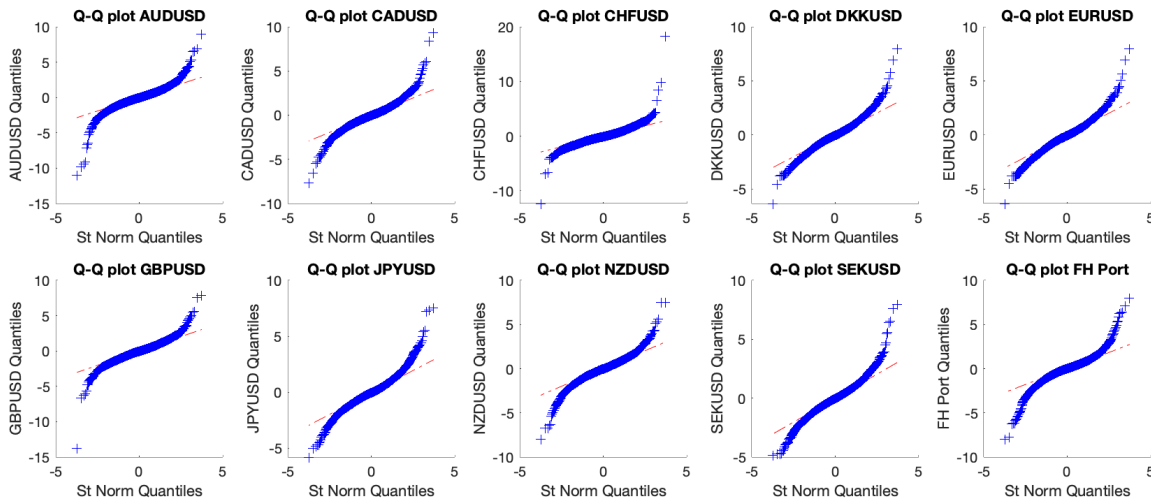 Q-Q plot AUDUSD
10
5
0
-5
-10
-15
-5
0
5
AUDUSD Quantiles
St Norm Quantiles
Q-Q plot CADUSD
10
5
0
-5
-10
-5
0
5
CADUSD Quantiles
St Norm Quantiles
Q-Q plot CHFUSD
20
10
0
-10
-5
0
5
CHFUSD Quantiles
St Norm Quantiles
Q-Q plot DKKUSD
10
5
0
-5
-5
0
5
DKKUSD Quantiles
St Norm Quantiles
Q-Q plot EURUSD
10
5
0
-5
-5
0
5
EURUSD Quantiles
St Norm Quantiles
Q-Q plot GBPUSD
10
5
0
-5
-10
-15
-5
0
5
GBPUSD Quantiles
St Norm Quantiles
Q-Q plot JPYUSD
10
5
0
-5
-5
0
5
JPYUSD Quantiles
St Norm Quantiles
Q-Q plot NZDUSD
10
5
0
-5
-10
-5
0
5
NZDUSD Quantiles
St Norm Quantiles
Q-Q plot SEKUSD
10
5
0
-5
-5
0
5
SEKUSD Quantiles
St Norm Quantiles
Q-Q plot FH Port
10
5
0
-5
-10
-5
0
5
FH Port Quantiles
St Norm Quantiles